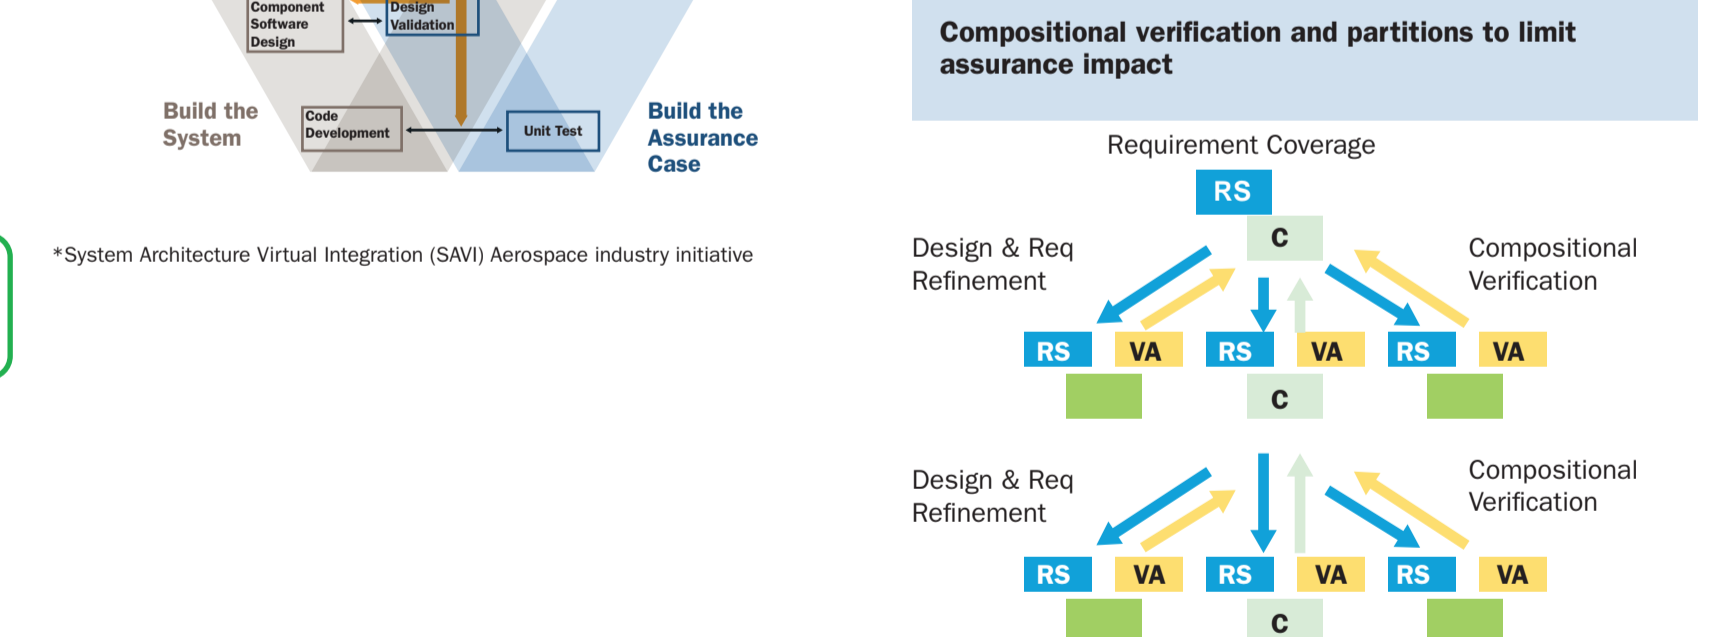 Component
Software
Design
Design
Validation
Build the
System
Code
Development
Unit Test
Build the
Assurance
Case
*System Architecture Virtual Integration (SAVI) Aerospace industry initiative
Compositional verification and partitions to limit
assurance impact
Requirement Coverage
RS
C
Design & Req
Refinement
Compositional
Verification
RS VA RS VA RS VA
C
Design & Req
Refinement
Compositional
Verification
RS VA RS VA RS VA
C